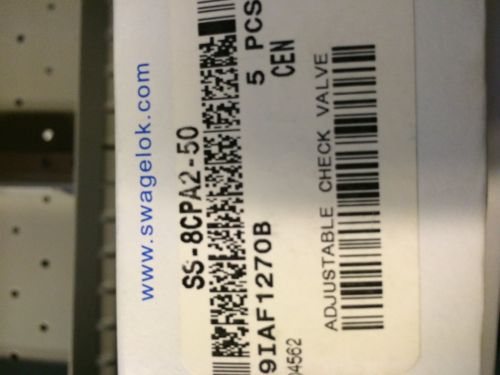 www.swagelok.com
SS-8CPA2-50
9IAF1270B 5 PCS
CEN
ADJUSTABLE CHECK VALVE